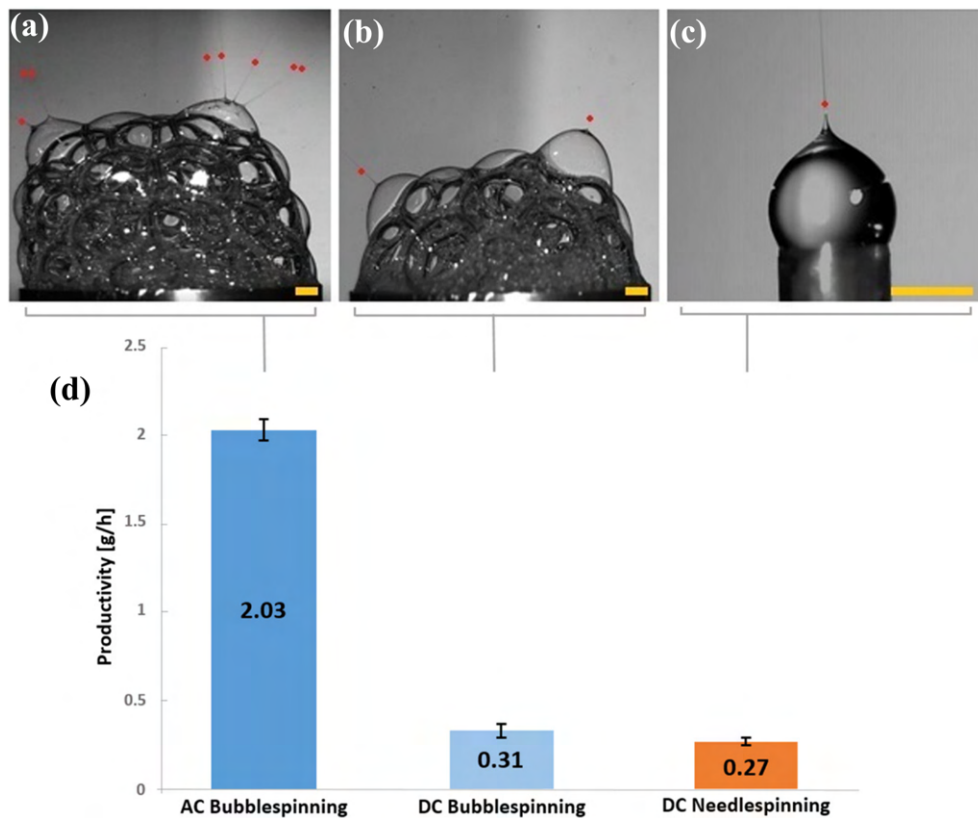 (a)
(b)
(c)
(d)
Productivity [g/h]
2.5
2
1.5
1
0.5
0
2.03
0.31
0.27
AC Bubblespinning
DC Bubblespinning
DC Needlespinning